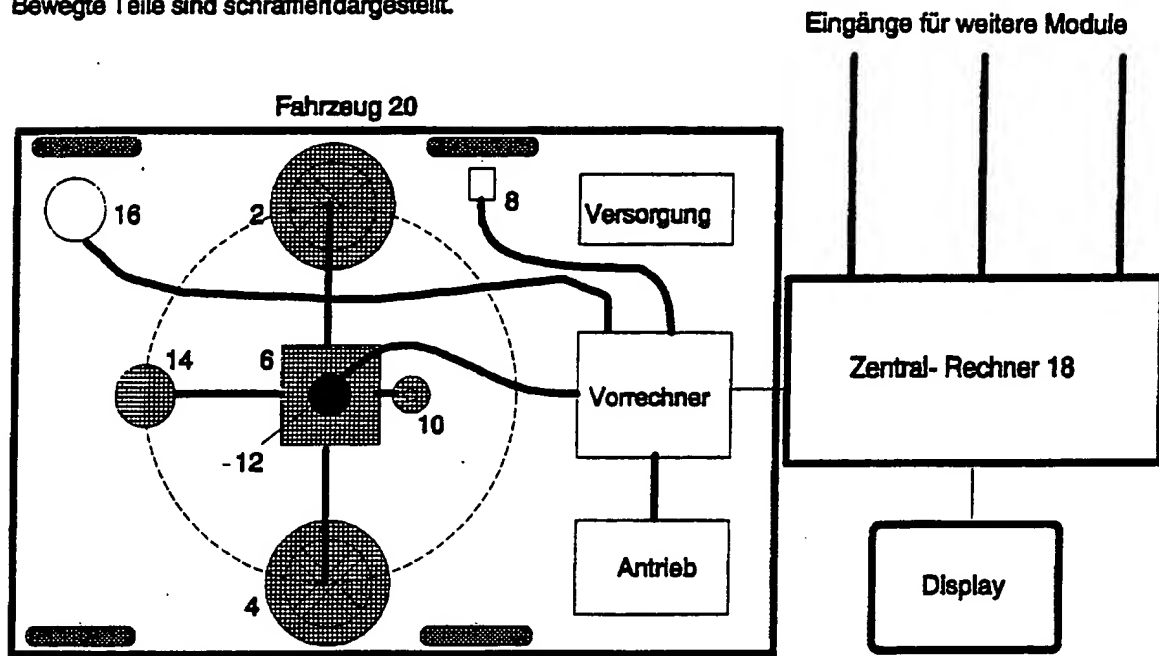 Bewegte Teile sind schraffiert dargestellt.
Eingänge für weitere Module
Fahrzeug 20
16
2
8
Versorgung
14
6
Vorrechner
Zentral- Rechner 18
10
-12
4
Antrieb
Display